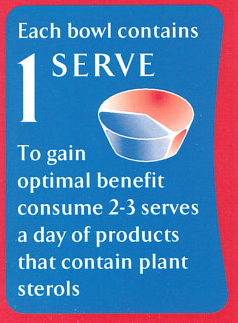 Each bowl contains
1 SERVE
To gain
optimal benefit
consume 2-3 serves
a day of products
that contain plant
sterols